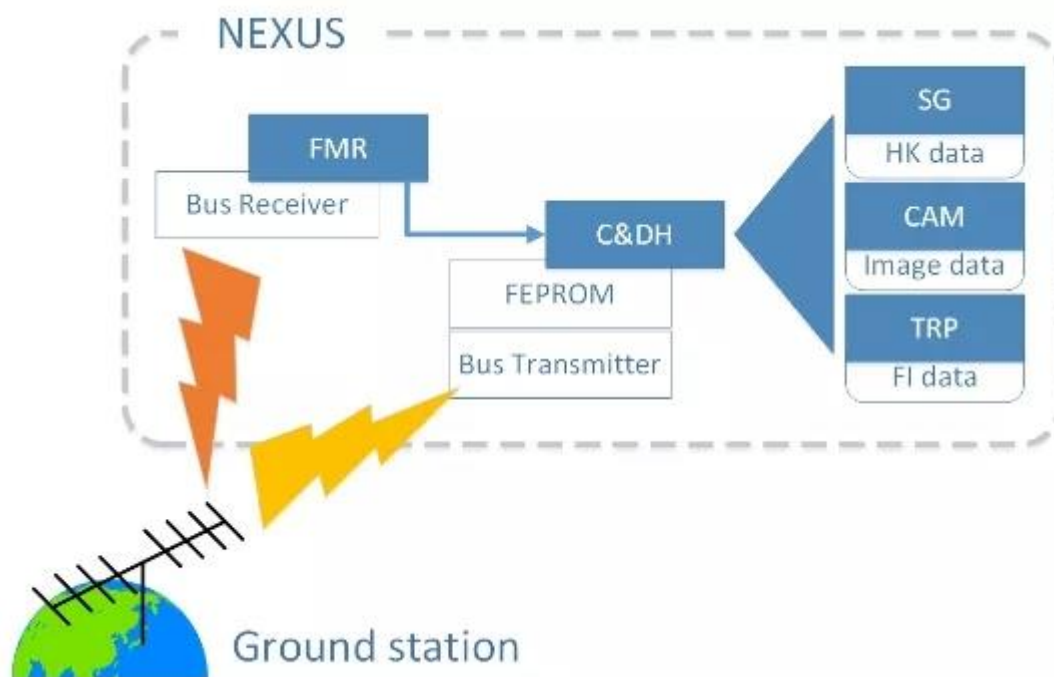 NEXUS
FMR
Bus Receiver
C&DH
FEPROM
Bus Transmitter
SG
HK data
CAM
Image data
TRP
FI data
Ground station